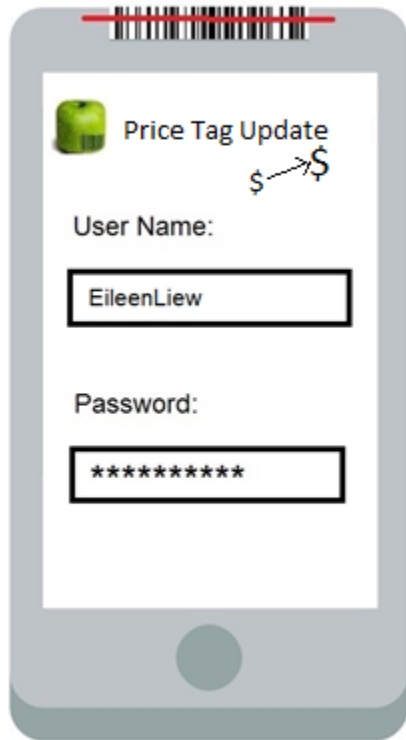 Price Tag Update
$ $
User Name:
EileenLiew
Password:
**********